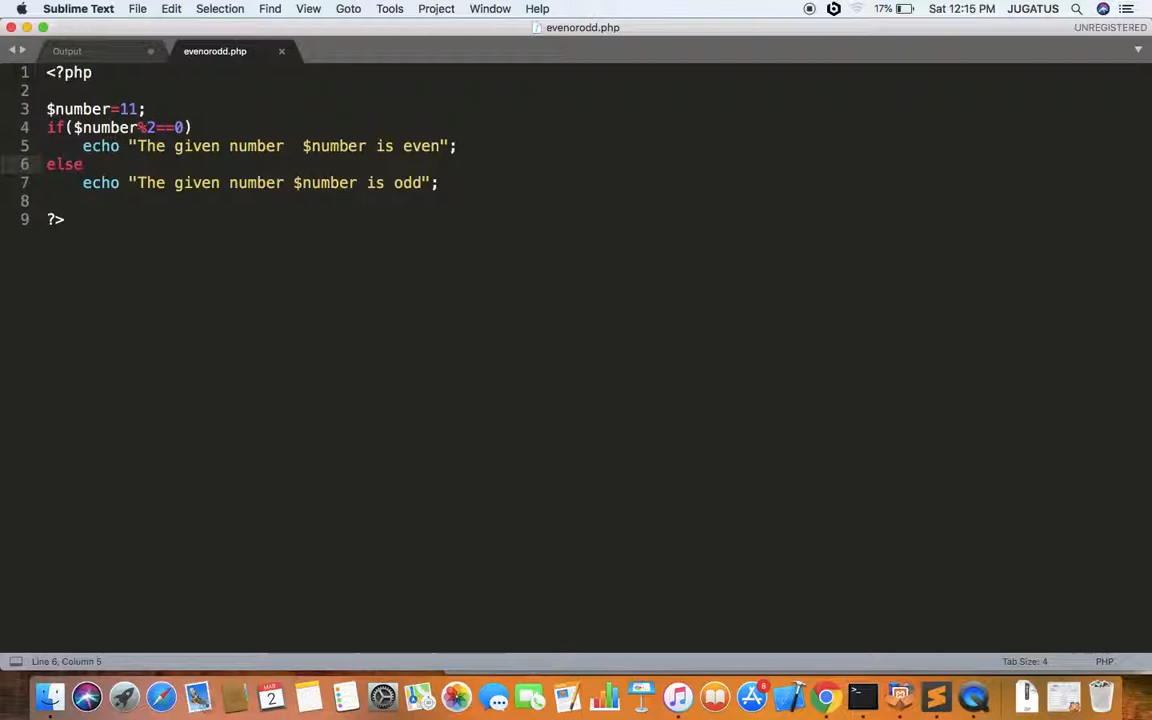 Sublime Text File Edit Selection Find View Goto Tools Project Window Help 17% Sat 12:15 PM JUGATUS
evenorodd.php UNREGISTERED
Output evenorodd.php
1 <?php
2
3 $number=11;
4 if($number%2==0)
5 echo "The given number  $number is even";
6 else
7 echo "The given number $number is odd";
8
9 ?>
Line 6, Column 5 Tab Size: 4 PHP
MAR
2
6